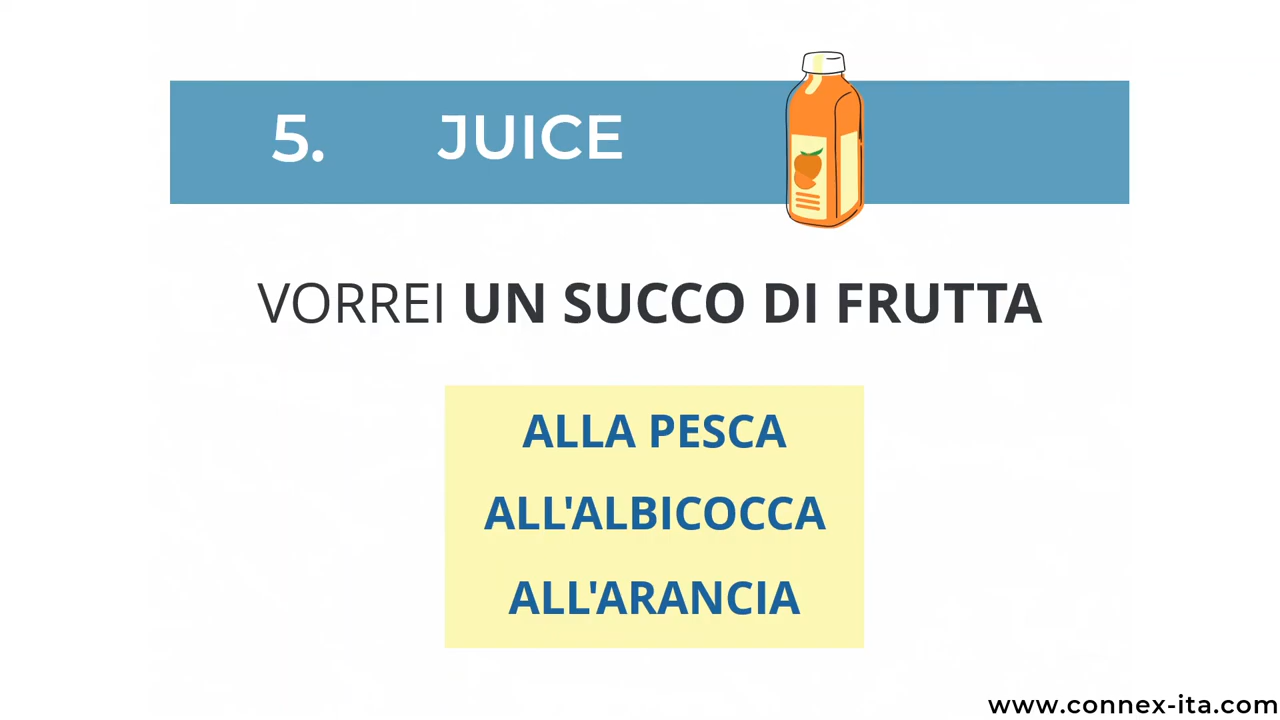 5. JUICE
VORREI UN SUCCO DI FRUTTA
ALLA PESCA
ALL'ALBICOCCA
ALL'ARANCIA
www.connex-ita.com